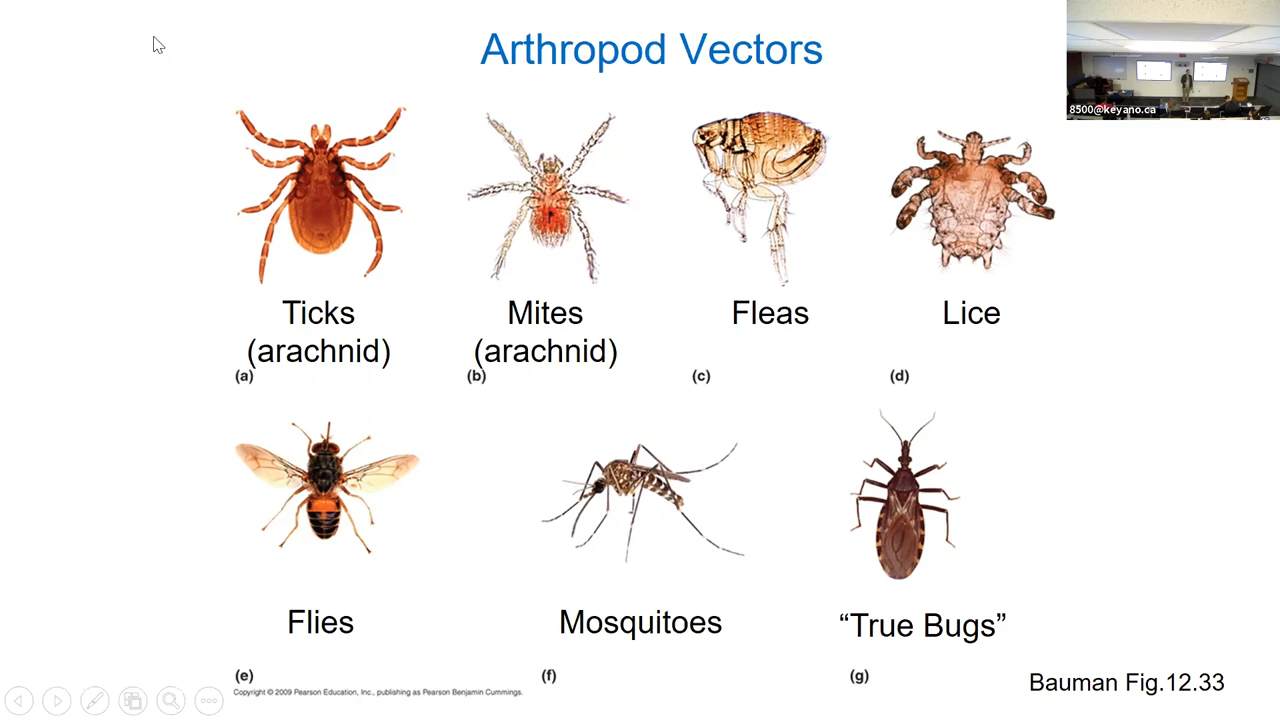 Arthropod Vectors
8500@keyano.ca
Ticks
(arachnid)
Mites
(arachnid)
Fleas
Lice
(a)
(b)
(c)
(d)
Flies
Mosquitoes
“True Bugs”
(e)
(f)
(g)
Copyright © 2009 Pearson Education, Inc., publishing as Pearson Benjamin Cummings.
Bauman Fig.12.33